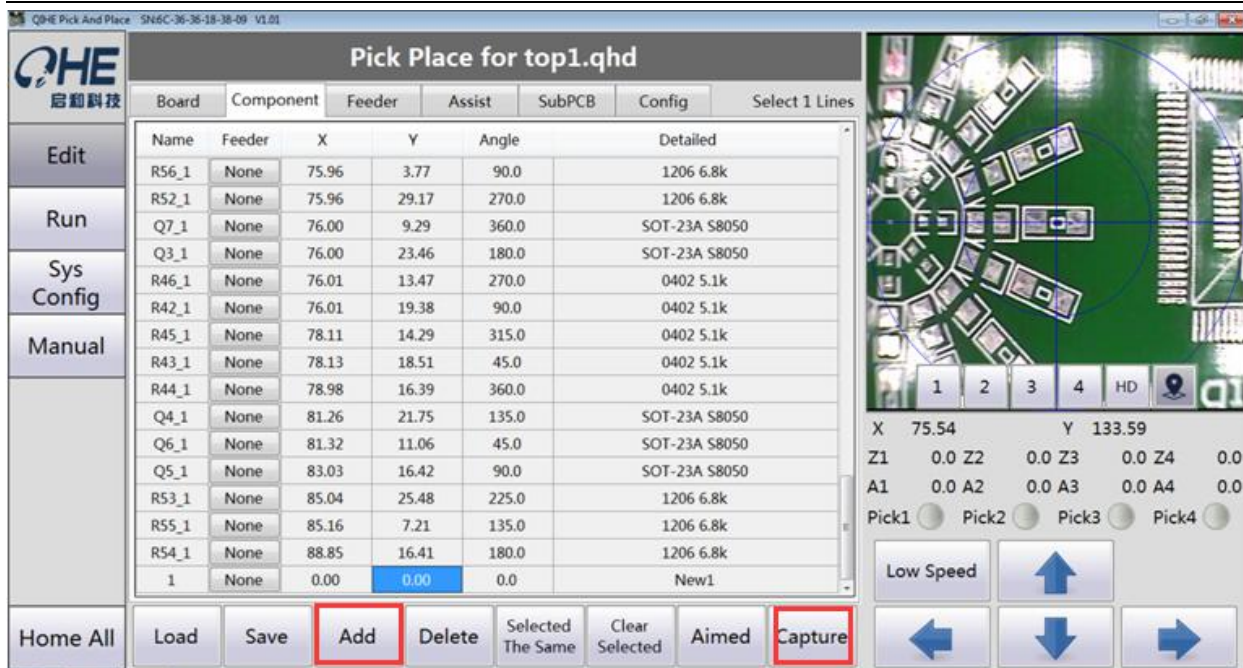 QIHE Pick And Place SN:6C-36-36-18-38-09 V1.01
QHE
启和科技
Pick Place for top1.qhd
Board Component Feeder Assist SubPCB Config Select 1 Lines
Name Feeder X Y Angle Detailed
R56_1 None 75.96 3.77 90.0 1206 6.8k
R52_1 None 75.96 29.17 270.0 1206 6.8k
Q7_1 None 76.00 9.29 360.0 SOT-23A S8050
Q3_1 None 76.00 23.46 180.0 SOT-23A S8050
R46_1 None 76.01 13.47 270.0 0402 5.1k
R42_1 None 76.01 19.38 90.0 0402 5.1k
R45_1 None 78.11 14.29 315.0 0402 5.1k
R43_1 None 78.13 18.51 45.0 0402 5.1k
R44_1 None 78.98 16.39 360.0 0402 5.1k
Q4_1 None 81.26 21.75 135.0 SOT-23A S8050
Q6_1 None 81.32 11.06 45.0 SOT-23A S8050
Q5_1 None 83.03 16.42 90.0 SOT-23A S8050
R53_1 None 85.04 25.48 225.0 1206 6.8k
R55_1 None 85.16 7.21 135.0 1206 6.8k
R54_1 None 88.85 16.41 180.0 1206 6.8k
1 None 0.00 0.00 0.0 New1
Edit
Run
Sys
Config
Manual
Home All
Load Save Add Delete Selected The Same Clear Selected Aimed Capture
1 2 3 4 HD
X 75.54 Y 133.59
Z1 0.0 Z2 0.0 Z3 0.0 Z4 0.0
A1 0.0 A2 0.0 A3 0.0 A4 0.0
Pick1 Pick2 Pick3 Pick4
Low Speed